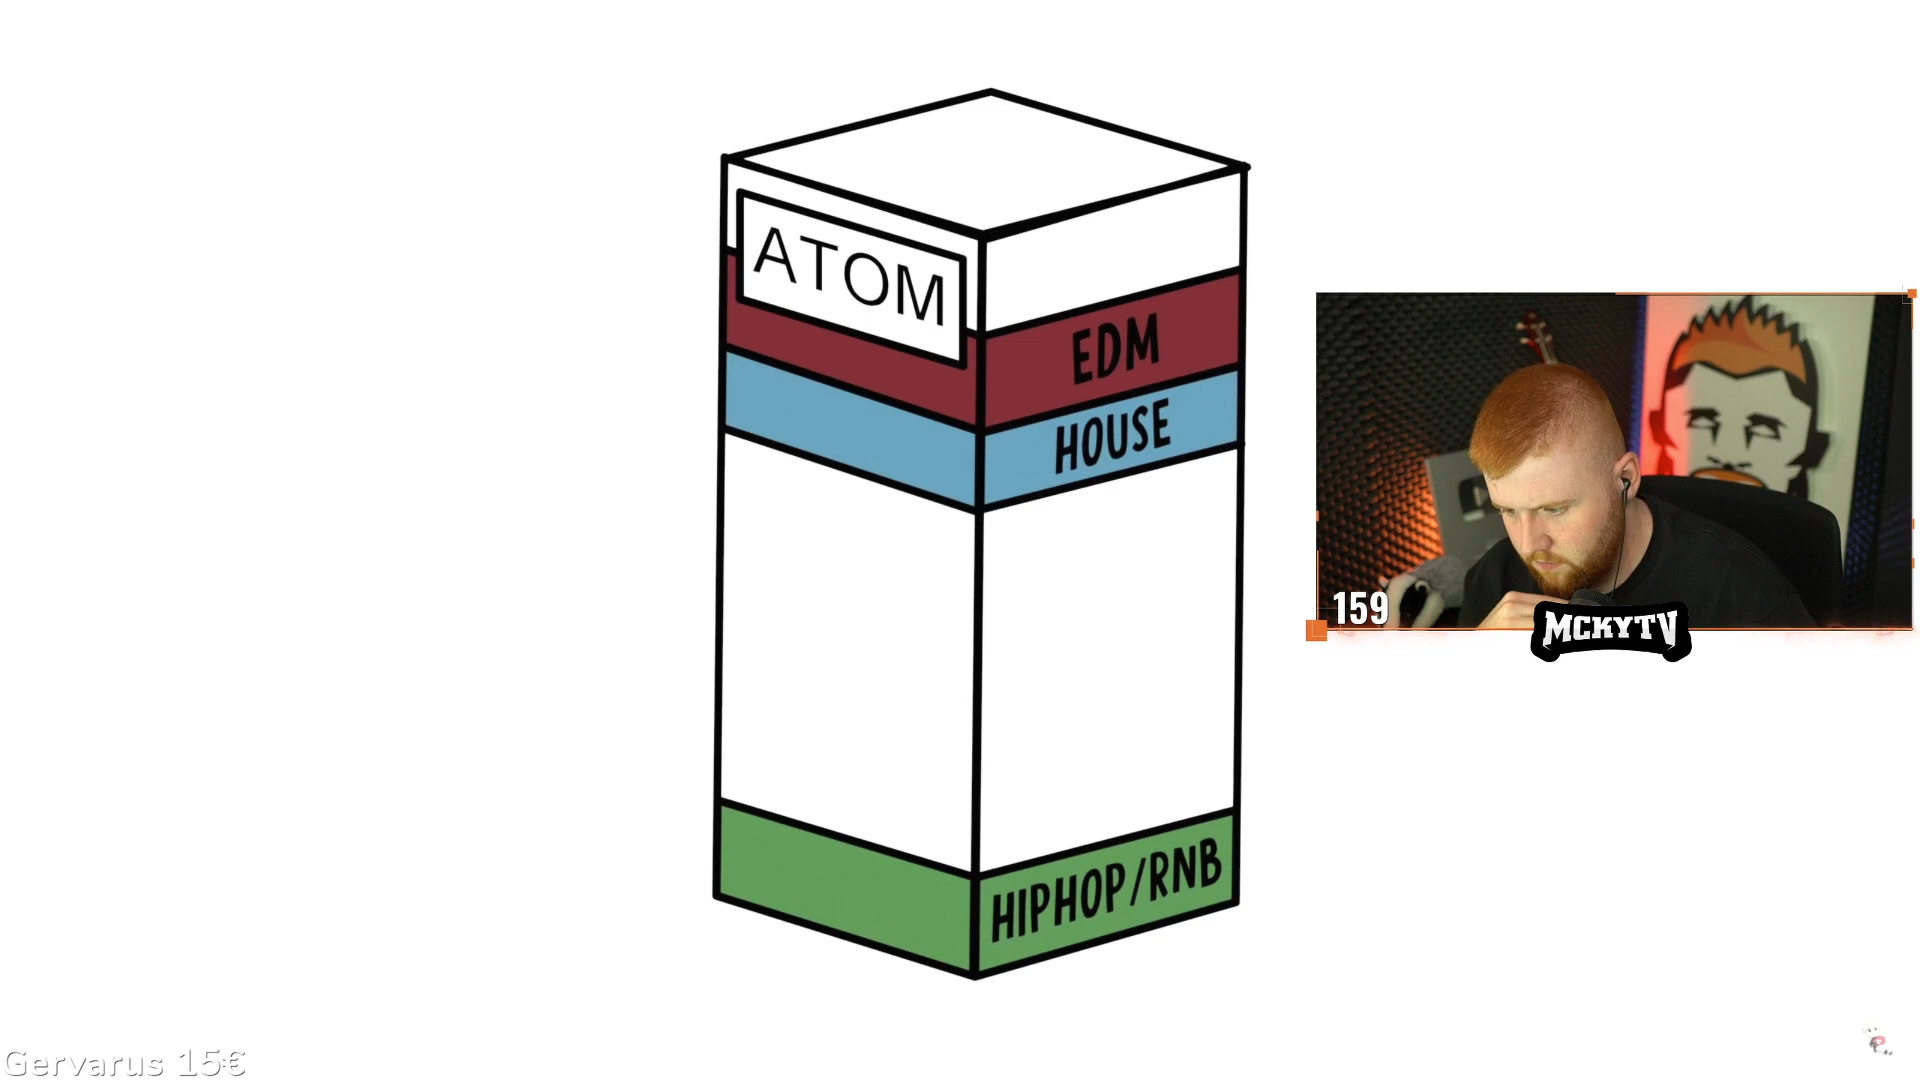 ATOM
EDM
HOUSE
HIPHOP/RNB
159
MCKYTV
Gervarus 15€